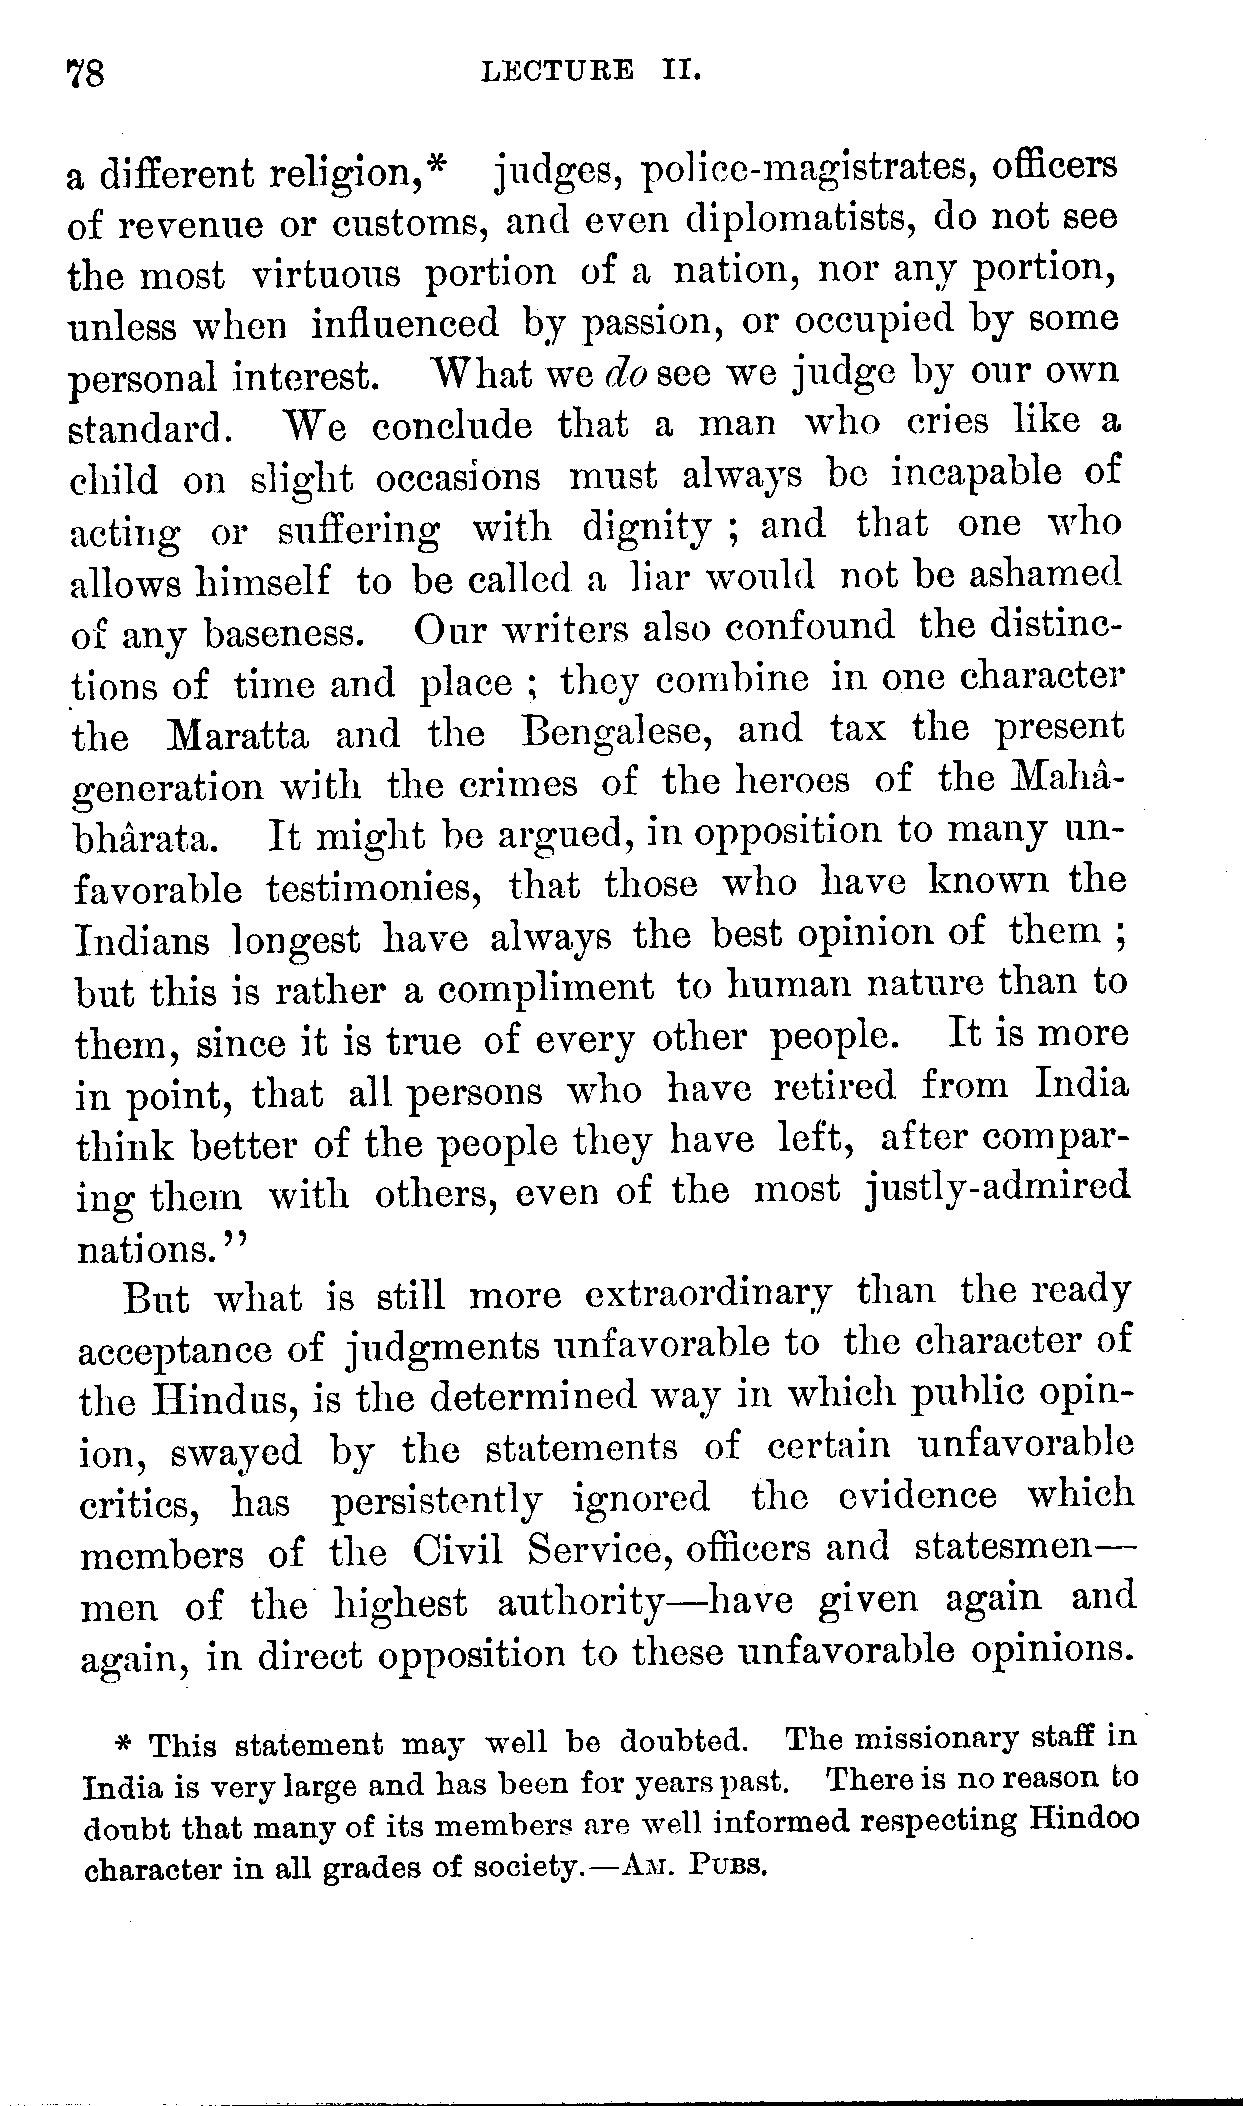 78 LECTURE II.
a different religion,* judges, police-magistrates, officers
of revenue or customs, and even diplomatists, do not see
the most virtuous portion of a nation, nor any portion,
unless when influenced by passion, or occupied by some
personal interest. What we do see we judge by our own
standard. We conclude that a man who cries like a
child on slight occasions must always be incapable of
acting or suffering with dignity ; and that one who
allows himself to be called a liar would not be ashamed
of any baseness. Our writers also confound the distinc-
tions of time and place ; they combine in one character
the Maratta and the Bengalese, and tax the present
generation with the crimes of the heroes of the Mahâ-
bhârata. It might be argued, in opposition to many un-
favorable testimonies, that those who have known the
Indians longest have always the best opinion of them ;
but this is rather a compliment to human nature than to
them, since it is true of every other people. It is more
in point, that all persons who have retired from India
think better of the people they have left, after compar-
ing them with others, even of the most justly-admired
nations.”
But what is still more extraordinary than the ready
acceptance of judgments unfavorable to the character of
the Hindus, is the determined way in which public opin-
ion, swayed by the statements of certain unfavorable
critics, has persistently ignored the evidence which
members of the Civil Service, officers and statesmen—
men of the highest authority—have given again and
again, in direct opposition to these unfavorable opinions.
* This statement may well be doubted. The missionary staff in
India is very large and has been for years past. There is no reason to
doubt that many of its members are well informed respecting Hindoo
character in all grades of society.—AM. PUBS.